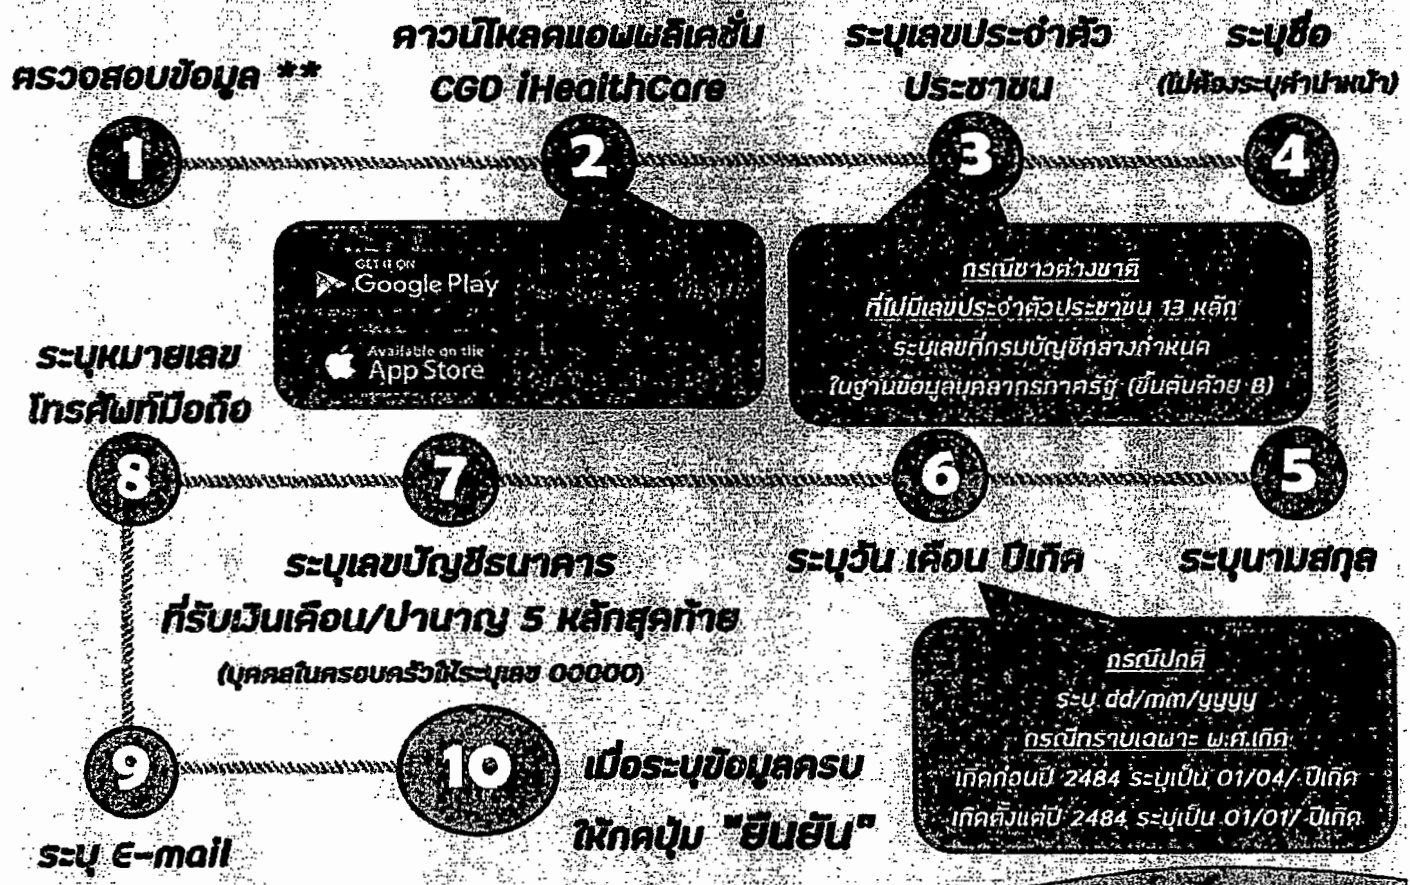 ตรวจสอบข้อมูล **
1
ดาวน์โหลดแอพพลิเคชั่น
CGD iHealthCare
2
GET IT ON
Google Play
Available on the
App Store
ระบุเลขประจำตัว
ประชาชน
3
กรณีชาวต่างชาติ
ที่ไม่มีเลขประจำตัวประชาชน 13 หลัก
ระบุเลขที่กรมบัญชีกลางกำหนด
ในฐานข้อมูลบุคลากรภาครัฐ (ขึ้นต้นด้วย 8)
ระบุชื่อ
(ไม่ต้องระบุคำนำหน้า)
4
5
ระบุนามสกุล
6
ระบุวัน เดือน ปีเกิด
กรณีปกติ
ระบุ dd/mm/yyyy
กรณีทราบเฉพาะ พ.ศ.เกิด
เกิดก่อนปี 2484 ระบุเป็น 01/04/ ปีเกิด
เกิดตั้งแต่ปี 2484 ระบุเป็น 01/01/ ปีเกิด
7
ระบุเลขบัญชีธนาคาร
ที่รับเงินเดือน/บำนาญ 5 หลักสุดท้าย
(บุคคลในครอบครัวให้ระบุเลข 00000)
ระบุหมายเลข
โทรศัพท์มือถือ
8
9
ระบุ E-mail
10
เมื่อระบุข้อมูลครบ
ให้กดปุ่ม "ยืนยัน"